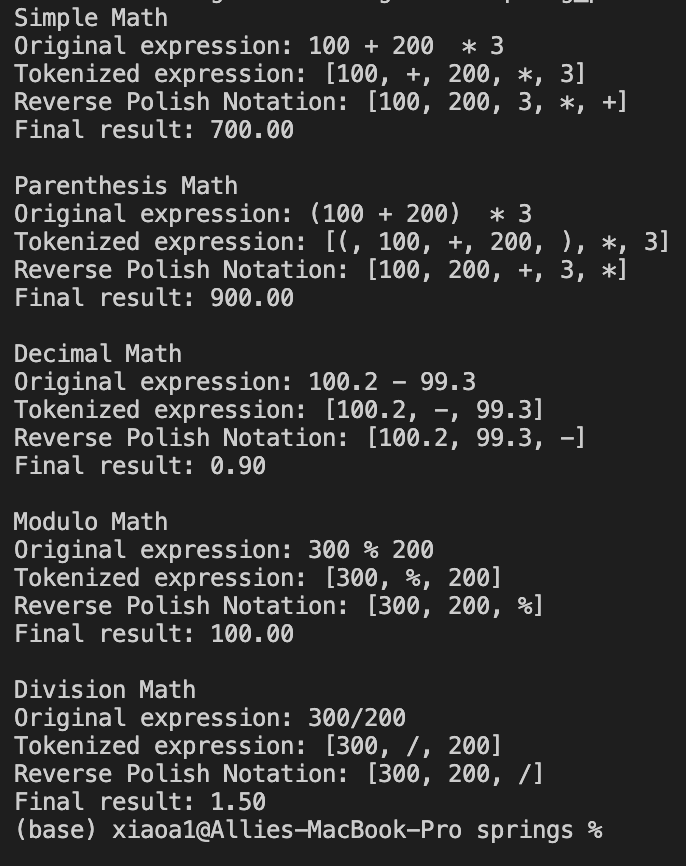 Simple Math
Original expression: 100 + 200  * 3
Tokenized expression: [100, +, 200, *, 3]
Reverse Polish Notation: [100, 200, 3, *, +]
Final result: 700.00

Parenthesis Math
Original expression: (100 + 200)  * 3
Tokenized expression: [(, 100, +, 200, ), *, 3]
Reverse Polish Notation: [100, 200, +, 3, *]
Final result: 900.00

Decimal Math
Original expression: 100.2 - 99.3
Tokenized expression: [100.2, -, 99.3]
Reverse Polish Notation: [100.2, 99.3, -]
Final result: 0.90

Modulo Math
Original expression: 300 % 200
Tokenized expression: [300, %, 200]
Reverse Polish Notation: [300, 200, %]
Final result: 100.00

Division Math
Original expression: 300/200
Tokenized expression: [300, /, 200]
Reverse Polish Notation: [300, 200, /]
Final result: 1.50
(base) xiaoa1@Allies-MacBook-Pro springs %